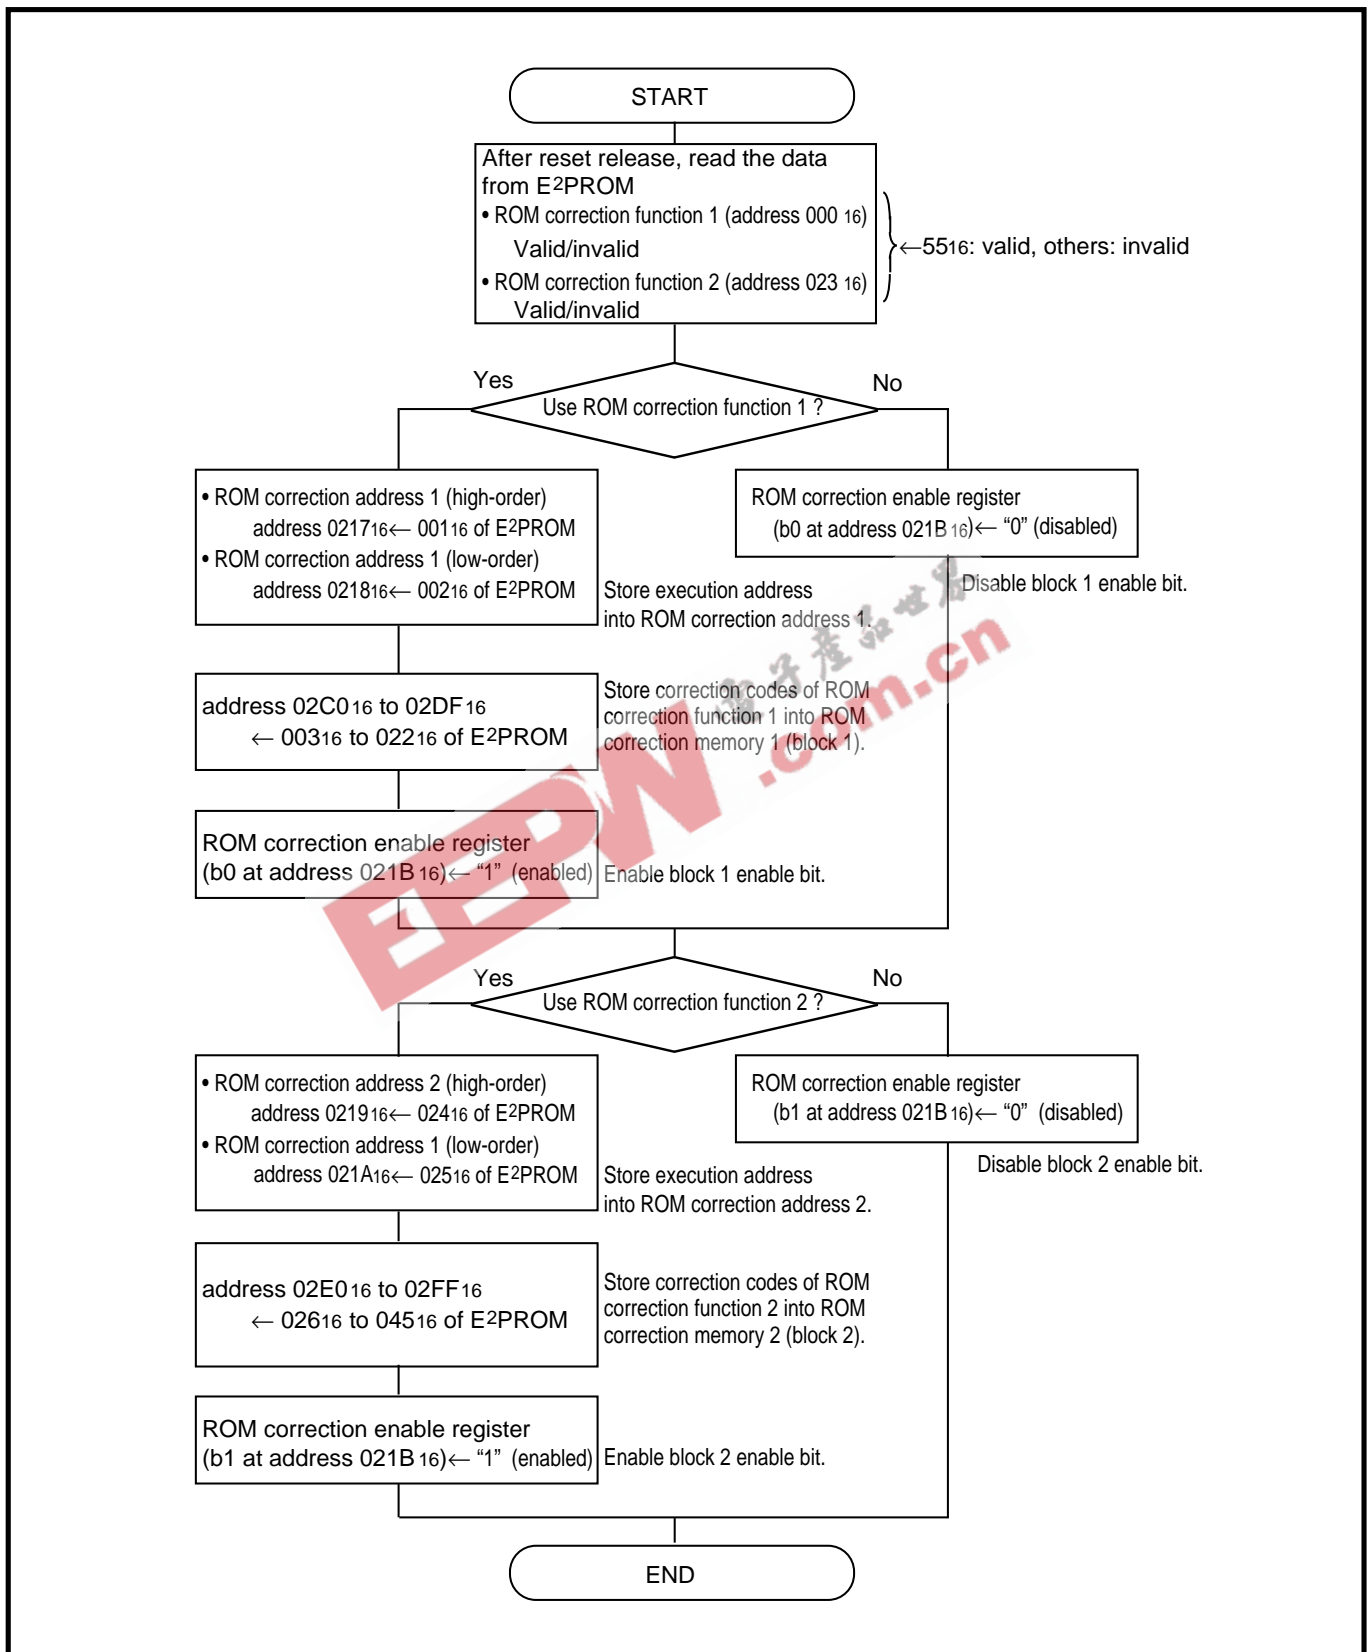 START
After reset release, read the data
from E2PROM
• ROM correction function 1 (address 000 16)
Valid/invalid
• ROM correction function 2 (address 023 16)
Valid/invalid
←5516: valid, others: invalid
Yes
No
Use ROM correction function 1 ?
• ROM correction address 1 (high-order)
address 021716← 00116 of E2PROM
• ROM correction address 1 (low-order)
address 021816← 00216 of E2PROM
Store execution address
into ROM correction address 1.
ROM correction enable register
(b0 at address 021B 16)← “0” (disabled)
Disable block 1 enable bit.
address 02C016 to 02DF16
← 00316 to 02216 of E2PROM
Store correction codes of ROM
correction function 1 into ROM
correction memory 1 (block 1).
ROM correction enable register
(b0 at address 021B 16)← “1” (enabled)
Enable block 1 enable bit.
電子產品世界
EEPW .com.cn
Yes
No
Use ROM correction function 2 ?
• ROM correction address 2 (high-order)
address 021916← 02416 of E2PROM
• ROM correction address 1 (low-order)
address 021A16← 02516 of E2PROM
Store execution address
into ROM correction address 2.
ROM correction enable register
(b1 at address 021B 16)← “0” (disabled)
Disable block 2 enable bit.
address 02E016 to 02FF16
← 02616 to 04516 of E2PROM
Store correction codes of ROM
correction function 2 into ROM
correction memory 2 (block 2).
ROM correction enable register
(b1 at address 021B 16)← “1” (enabled)
Enable block 2 enable bit.
END